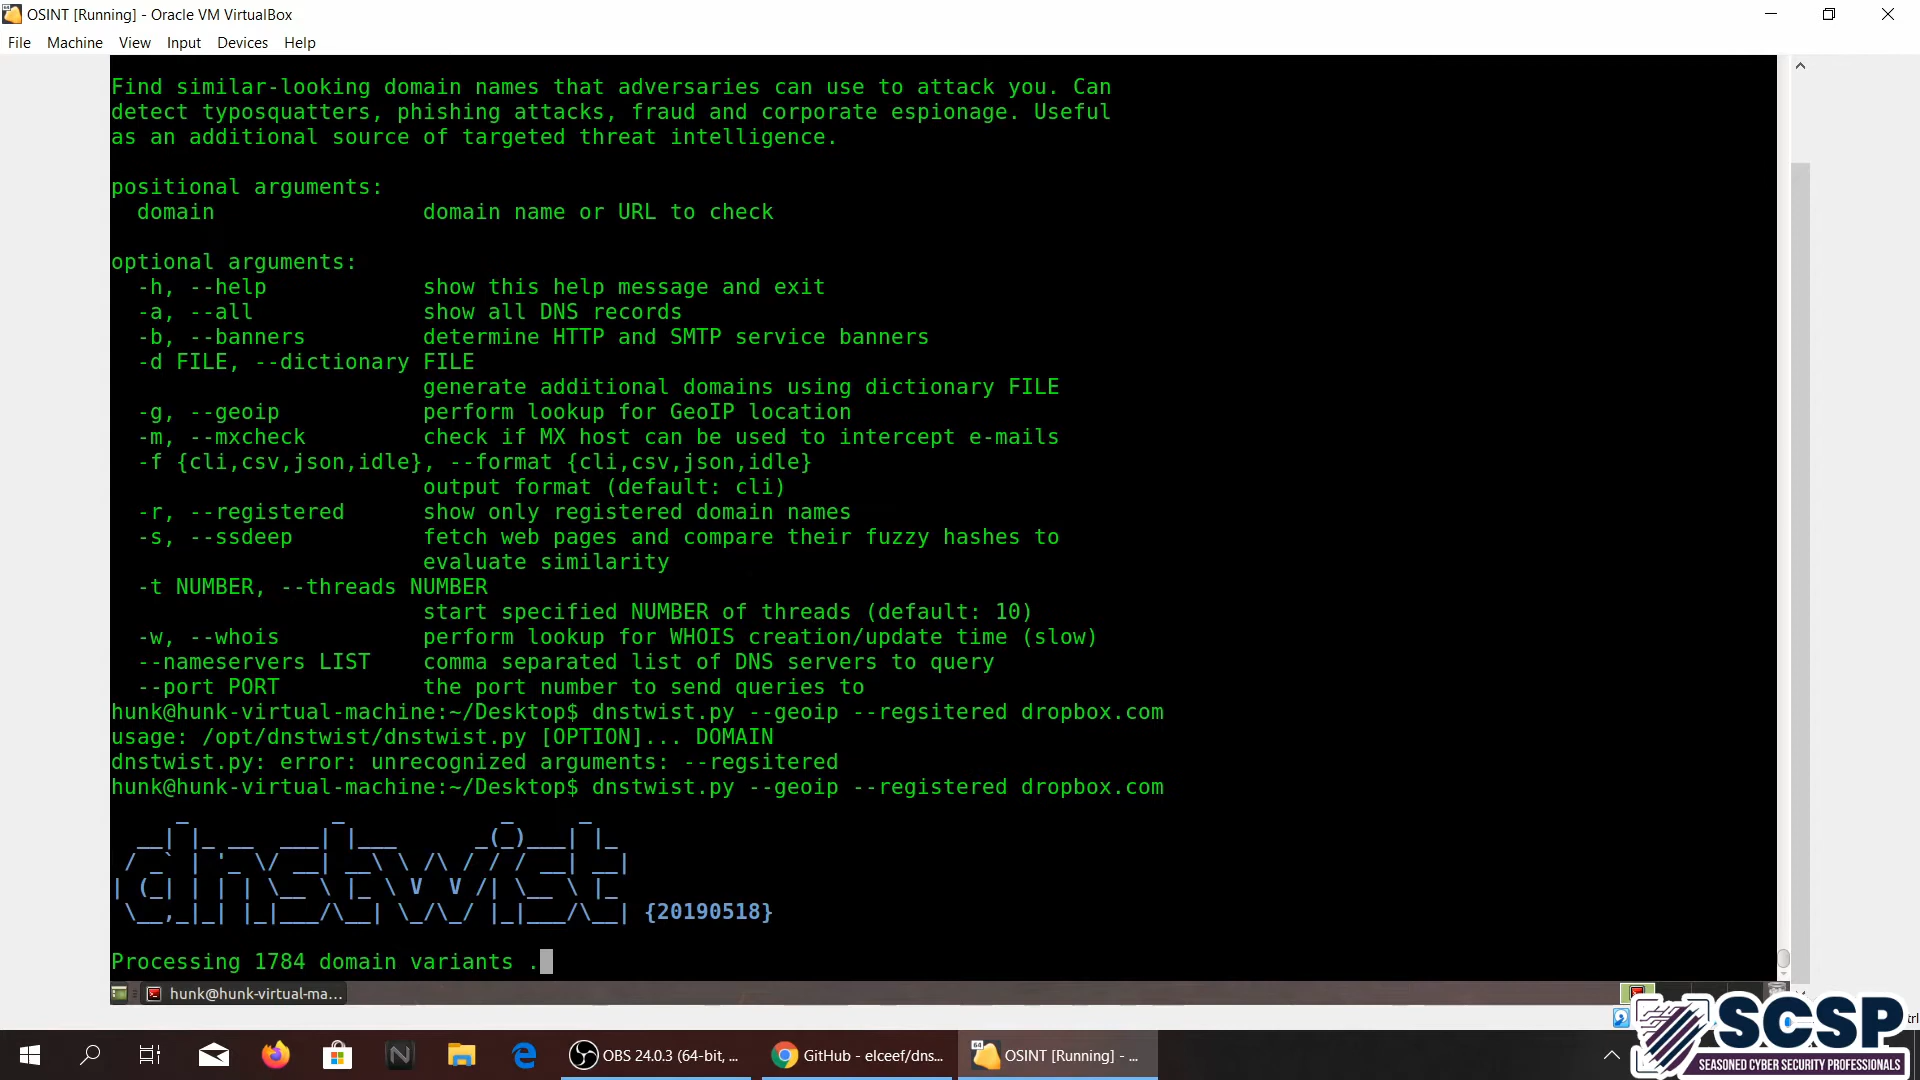 OSINT [Running] - Oracle VM VirtualBox
File Machine View Input Devices Help
Find similar-looking domain names that adversaries can use to attack you. Can
detect typosquatters, phishing attacks, fraud and corporate espionage. Useful
as an additional source of targeted threat intelligence.
positional arguments:
domain domain name or URL to check
optional arguments:
-h, --help show this help message and exit
-a, --all show all DNS records
-b, --banners determine HTTP and SMTP service banners
-d FILE, --dictionary FILE
generate additional domains using dictionary FILE
-g, --geoip perform lookup for GeoIP location
-m, --mxcheck check if MX host can be used to intercept e-mails
-f {cli,csv,json,idle}, --format {cli,csv,json,idle}
output format (default: cli)
-r, --registered show only registered domain names
-s, --ssdeep fetch web pages and compare their fuzzy hashes to
evaluate similarity
-t NUMBER, --threads NUMBER
start specified NUMBER of threads (default: 10)
-w, --whois perform lookup for WHOIS creation/update time (slow)
--nameservers LIST comma separated list of DNS servers to query
--port PORT the port number to send queries to
hunk@hunk-virtual-machine:~/Desktop$ dnstwist.py --geoip --regsitered dropbox.com
usage: /opt/dnstwist/dnstwist.py [OPTION]... DOMAIN
dnstwist.py: error: unrecognized arguments: --regsitered
hunk@hunk-virtual-machine:~/Desktop$ dnstwist.py --geoip --registered dropbox.com
dnstwist {20190518}
Processing 1784 domain variants .
hunk@hunk-virtual-ma...
SCSP
SEASONED CYBER SECURITY PROFESSIONALS
OBS 24.0.3 (64-bit, ...
GitHub - elceef/dns...
OSINT [Running] - ...